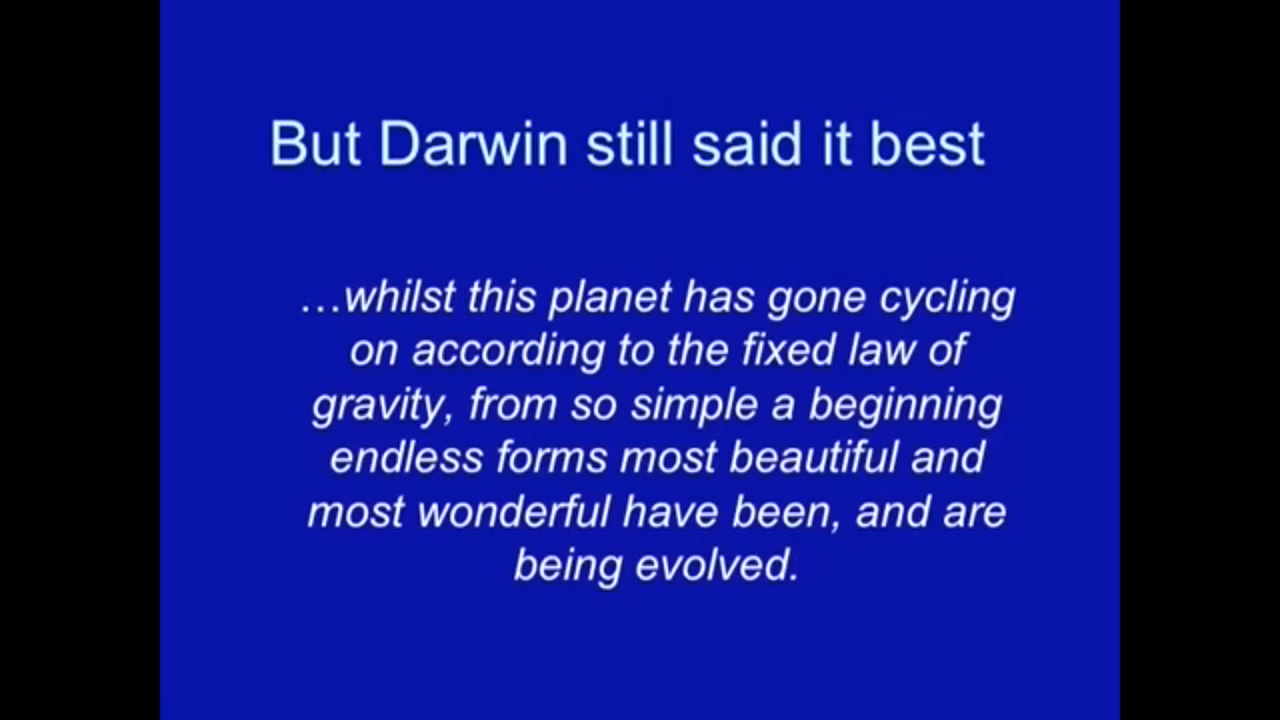 But Darwin still said it best
…whilst this planet has gone cycling
on according to the fixed law of
gravity, from so simple a beginning
endless forms most beautiful and
most wonderful have been, and are
being evolved.